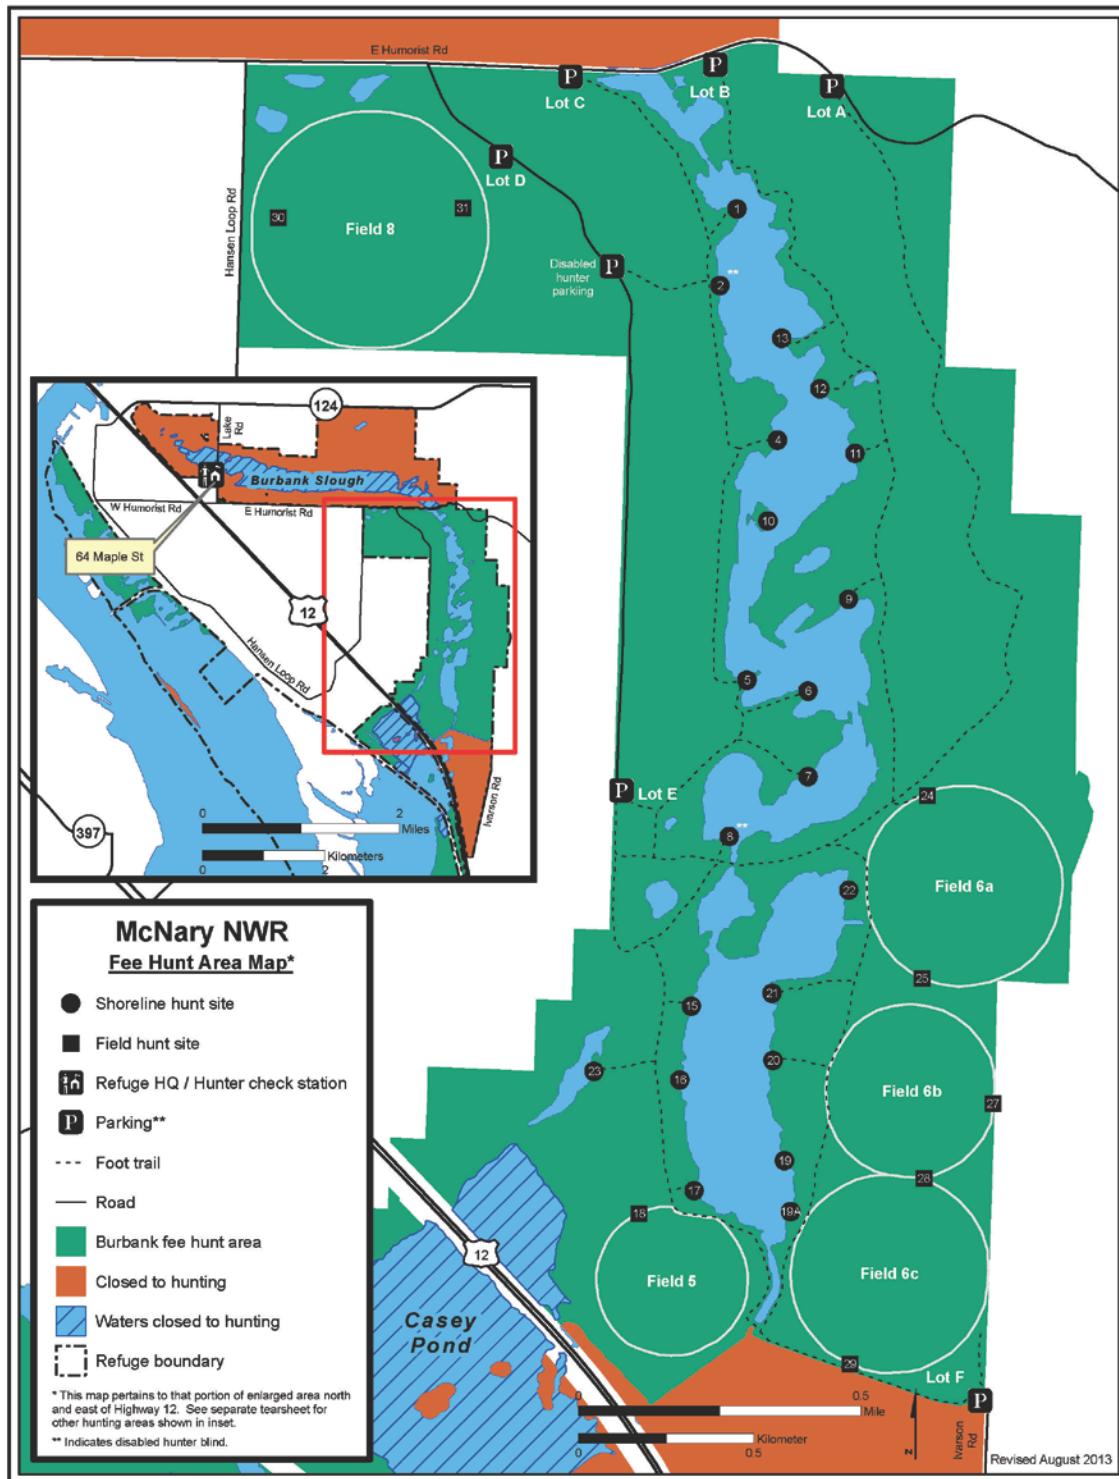 E Humorist Rd
P
Lot C
P
Lot B
P
Lot A
P
Lot D
Hansen Loop Rd
30
31
Field 8
Disabled
hunter
parkiing
P
1
**
2
13
12
4
11
10
9
5
6
7
P
Lot E
8
**
24
Field 6a
22
25
21
15
20
23
16
Field 6b
27
19
28
17
18
19A
Field 5
Field 6c
29
Lot F
P
Ivarson
Rd
124
Lake
Rd
Burbank Slough
W Humorist Rd
E Humorist Rd
64 Maple St
12
Hansen Loop Rd
Ivarson Rd
0 2
Miles
Kilometers
0 2
397
McNary NWR
Fee Hunt Area Map*
Shoreline hunt site
Field hunt site
Refuge HQ / Hunter check station
P Parking**
Foot trail
Road
Burbank fee hunt area
Closed to hunting
Waters closed to hunting
Refuge boundary
* This map pertains to that portion of enlarged area north
and east of Highway 12. See separate tearsheet for
other hunting areas shown in inset.
** Indicates disabled hunter blind.
12
Casey
Pond
0 0.5
Mile
Kilometer
0 0.5
N
Revised August 2013